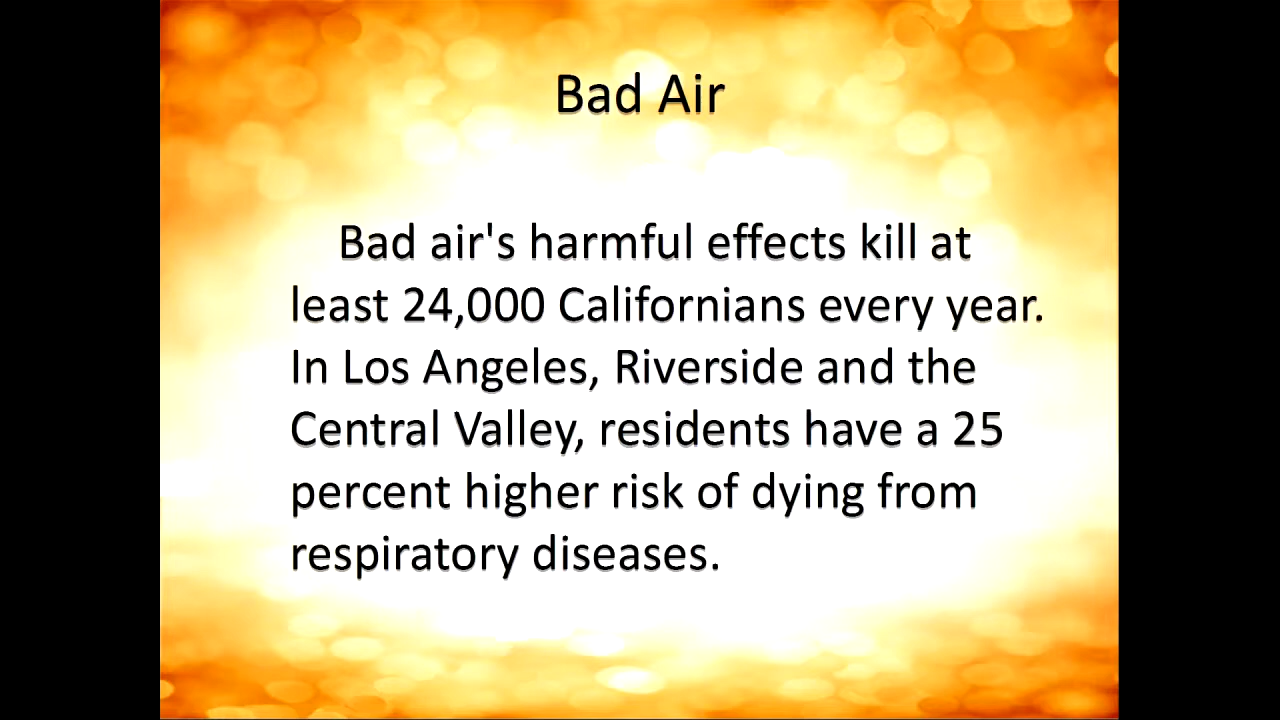 Bad Air
Bad air's harmful effects kill at
least 24,000 Californians every year.
In Los Angeles, Riverside and the
Central Valley, residents have a 25
percent higher risk of dying from
respiratory diseases.